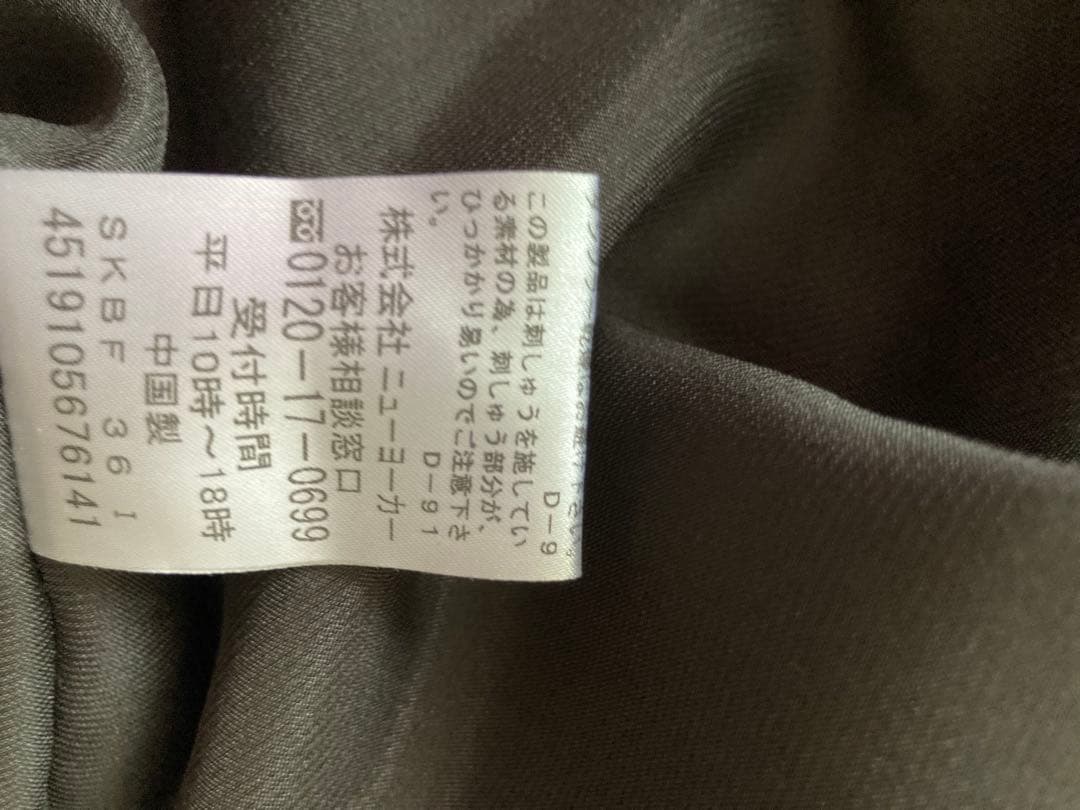 D-9
この製品は刺しゅうを施してい
る素材の為、刺しゅう部分が、
ひっかかり易いのでご注意下さ
い。
D-91
株式会社ニューヨーカー
お客様相談窓口
0120-17-0699
受付時間
平日10時～18時
中国製
SKBF 36 I
4519105676141